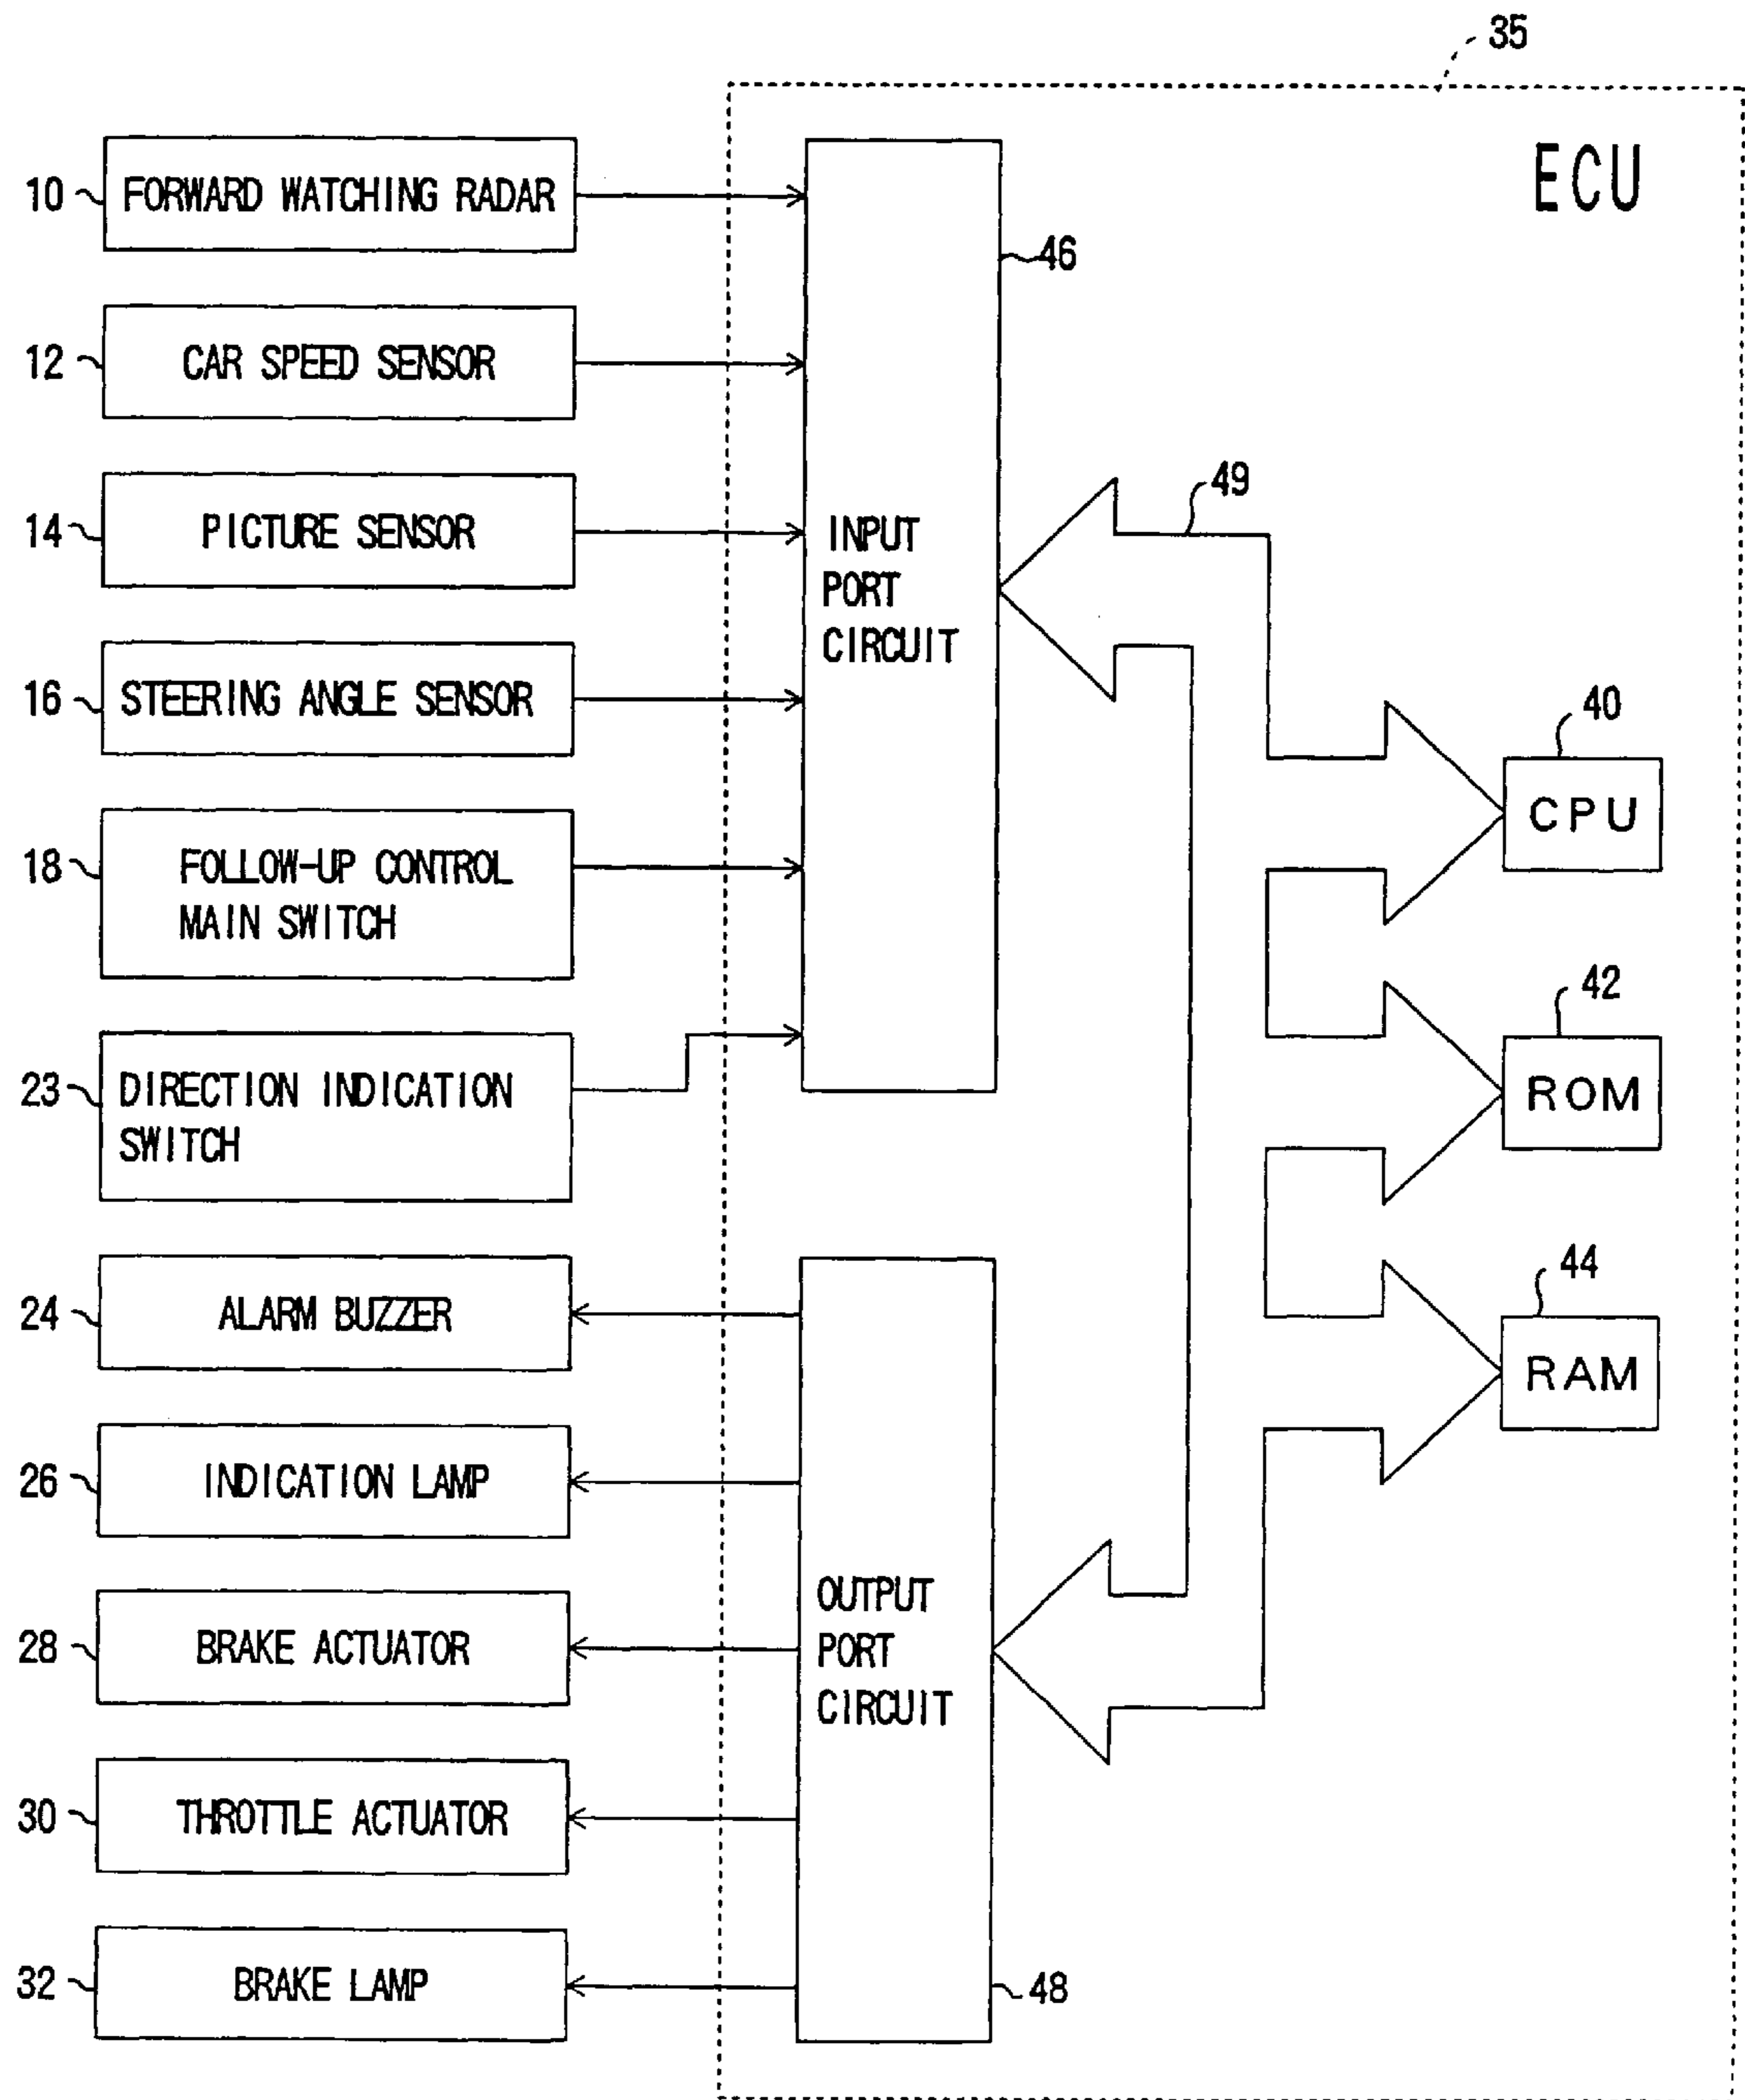 35
ECU
10 FORWARD WATCHING RADAR
46
12 CAR SPEED SENSOR
49
14 PICTURE SENSOR
INPUT
PORT
CIRCUIT
16 STEERING ANGLE SENSOR
40
CPU
18 FOLLOW-UP CONTROL
MAIN SWITCH
42
ROM
23 DIRECTION INDICATION
SWITCH
44
RAM
24 ALARM BUZZER
26 INDICATION LAMP
OUTPUT
PORT
CIRCUIT
28 BRAKE ACTUATOR
30 THROTTLE ACTUATOR
32 BRAKE LAMP
48